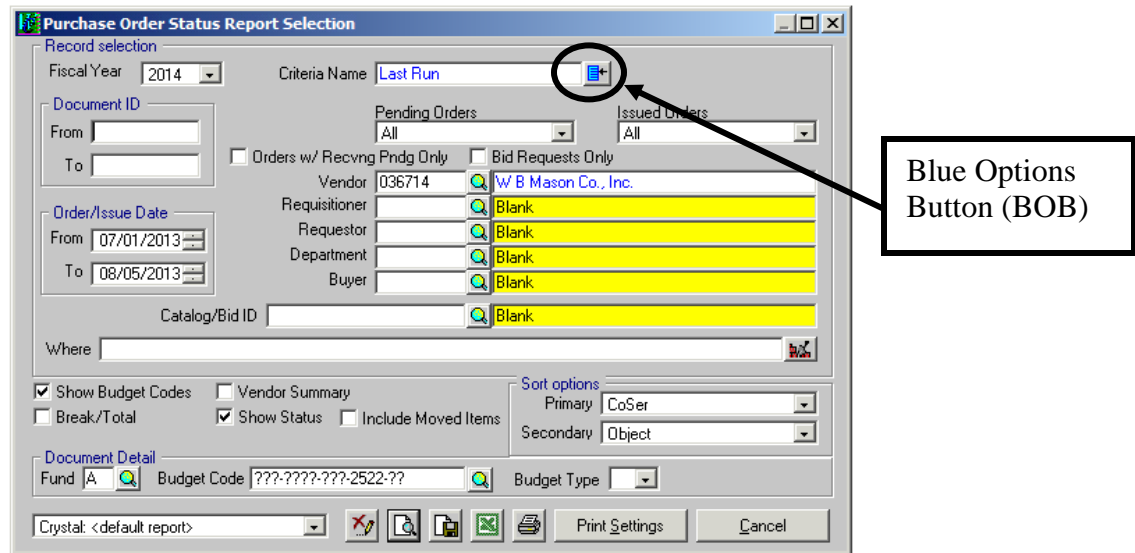 Purchase Order Status Report Selection
Record selection
Fiscal Year 2014 Criteria Name Last Run
Document ID
From
To
Pending Orders Issued Orders
All All
Orders w/ Recvng Pndg Only Bid Requests Only
Vendor 036714 W B Mason Co., Inc.
Requisitioner Blank
Requestor Blank
Department Blank
Buyer Blank
Order/Issue Date
From 07/01/2013
To 08/05/2013
Catalog/Bid ID Blank
Where
Show Budget Codes Vendor Summary
Break/Total Show Status Include Moved Items
Sort options
Primary CoSer
Secondary Object
Document Detail
Fund A Budget Code ???-????-???-2522-?? Budget Type
Crystal: <default report> Print Settings Cancel
Blue Options
Button (BOB)